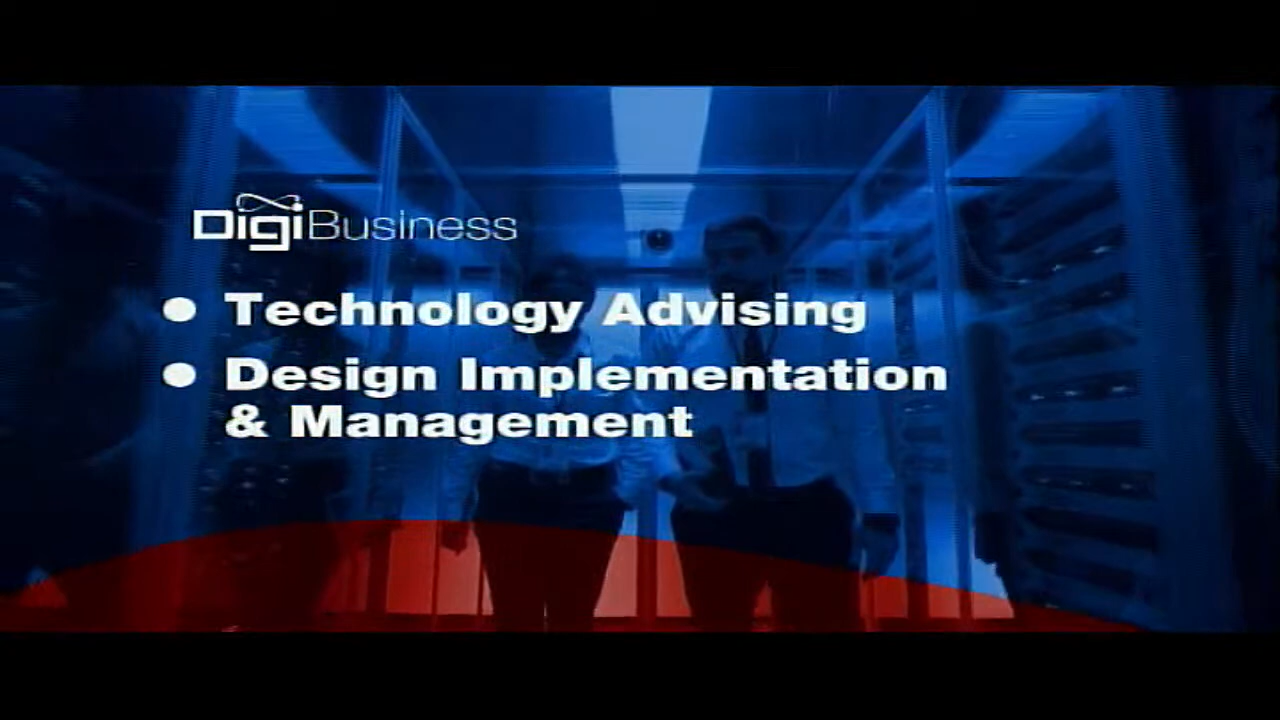 DigiBusiness
● Technology Advising
● Design Implementation
& Management